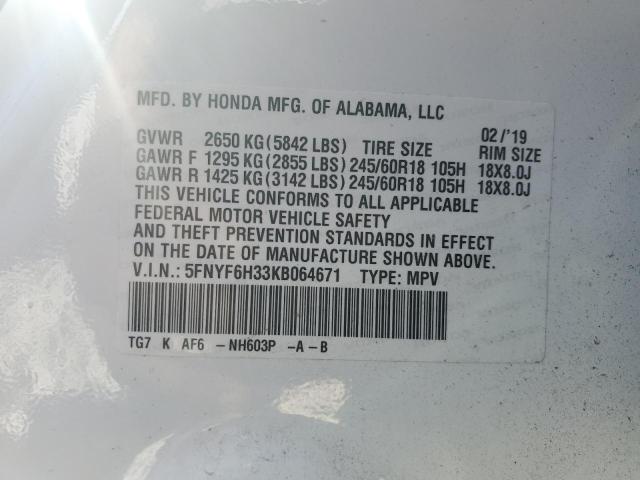 MFD. BY HONDA MFG. OF ALABAMA, LLC
GVWR 2650 KG(5842 LBS) TIRE SIZE 02/'19 RIM SIZE
GAWR F 1295 KG(2855 LBS) 245/60R18 105H 18X8.0J
GAWR R 1425 KG(3142 LBS) 245/60R18 105H 18X8.0J
THIS VEHICLE CONFORMS TO ALL APPLICABLE
FEDERAL MOTOR VEHICLE SAFETY
AND THEFT PREVENTION STANDARDS IN EFFECT
ON THE DATE OF MANUFACTURE SHOWN ABOVE.
V.I.N.: 5FNYF6H33KB064671 TYPE: MPV
TG7 K AF6 -NH603P -A-B